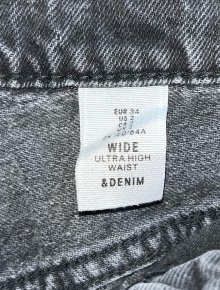 EUR 34
US 2
WIDE
ULTRA HIGH
WAIST
&DENIM